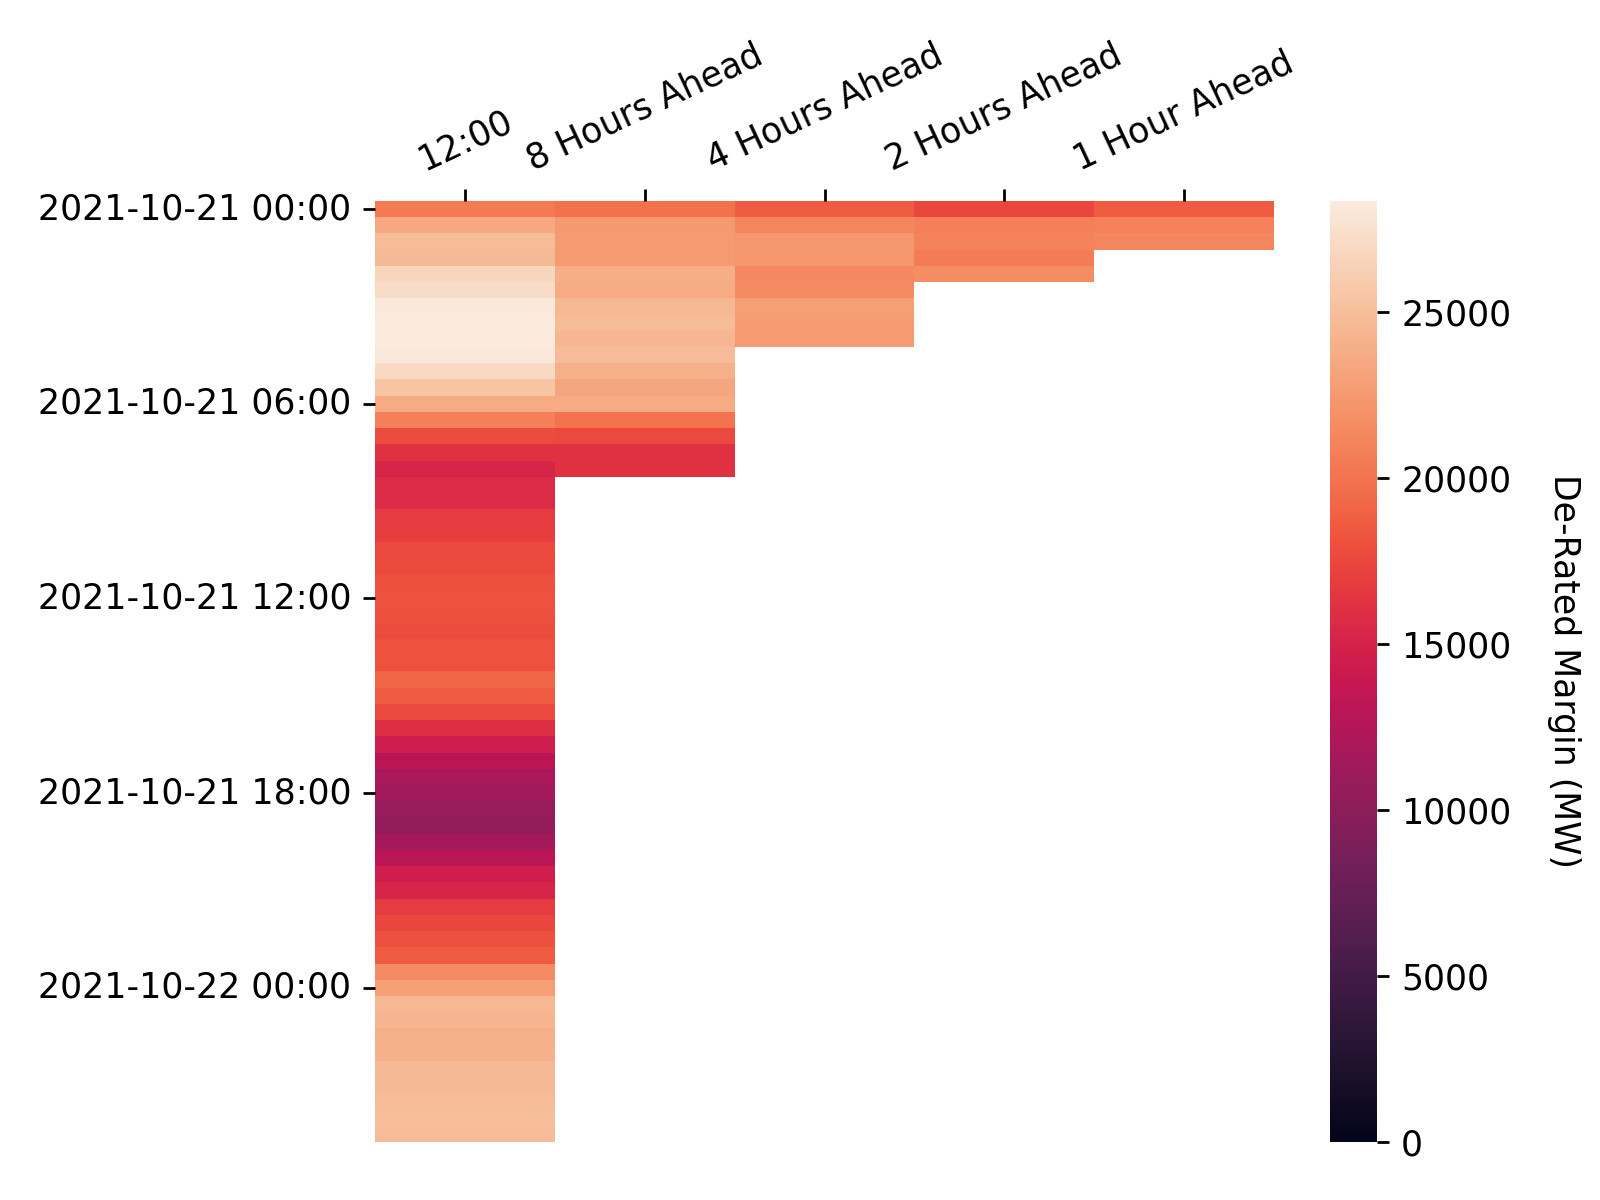 12:00
8 Hours Ahead
4 Hours Ahead
2 Hours Ahead
1 Hour Ahead
2021-10-21 00:00
2021-10-21 06:00
2021-10-21 12:00
2021-10-21 18:00
2021-10-22 00:00
25000
20000
15000
10000
5000
0
De-Rated Margin (MW)